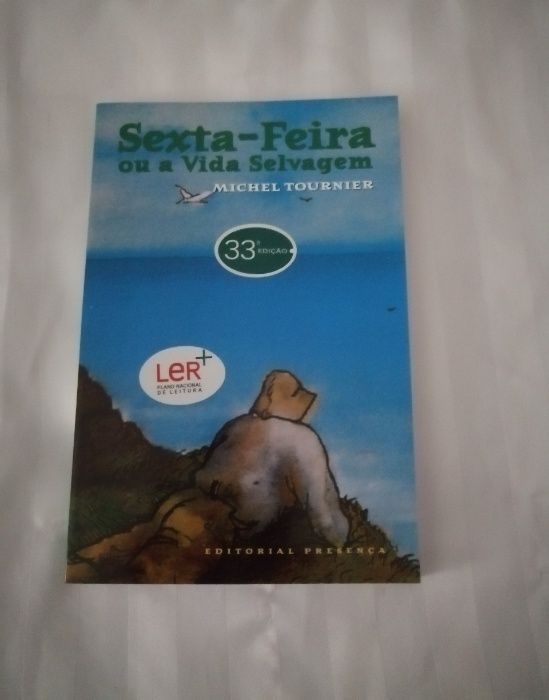 Sexta-Feira
ou a Vida Selvagem
MICHEL TOURNIER
33ª EDIÇÃO
LeR+
PLANO NACIONAL
DE LEITURA
EDITORIAL PRESENÇA